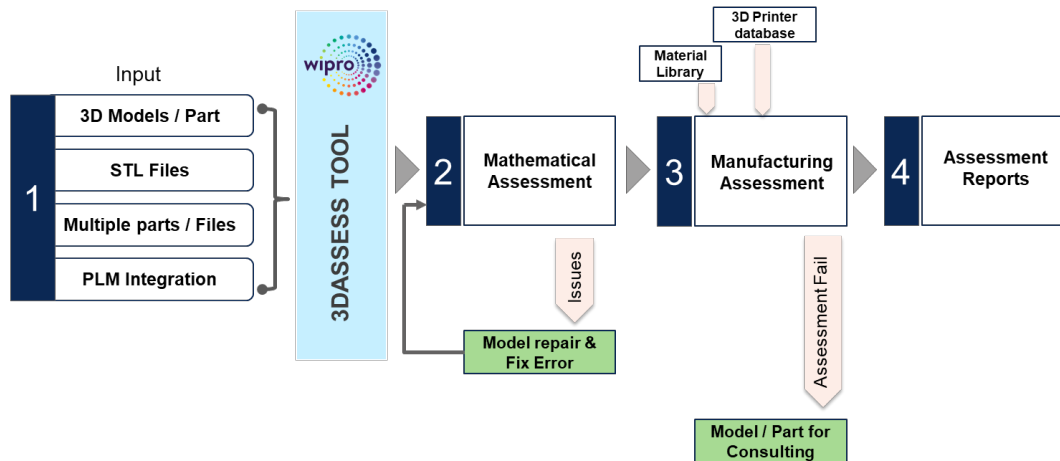 Input
1
3D Models / Part
STL Files
Multiple parts / Files
PLM Integration
wipro
3DASSESS TOOL
2
Mathematical
Assessment
Issues
Model repair &
Fix Error
Material
Library
3D Printer
database
3
Manufacturing
Assessment
Assessment Fail
Model / Part for
Consulting
4
Assessment
Reports